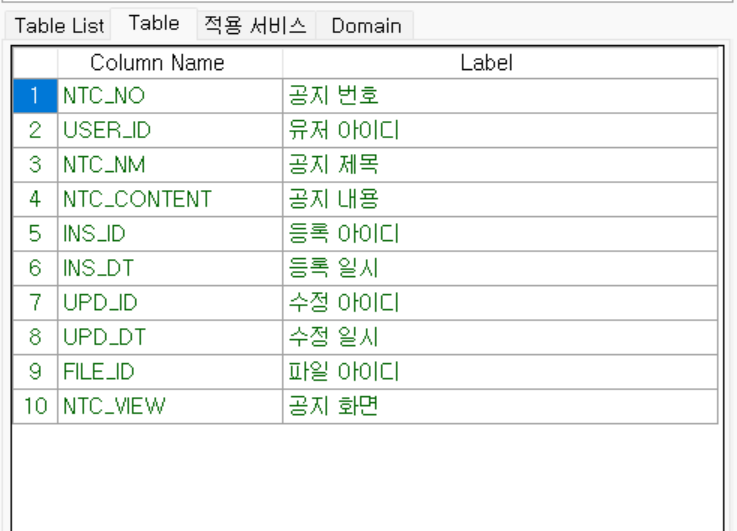 Table List Table 적용 서비스 Domain
Column Name Label
1 NTC_NO 공지 번호
2 USER_ID 유저 아이디
3 NTC_NM 공지 제목
4 NTC_CONTENT 공지 내용
5 INS_ID 등록 아이디
6 INS_DT 등록 일시
7 UPD_ID 수정 아이디
8 UPD_DT 수정 일시
9 FILE_ID 파일 아이디
10 NTC_VIEW 공지 화면